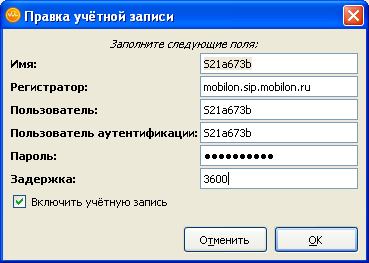 Правка учётной записи
Заполните следующие поля:
Имя: S21a673b
Регистратор: mobilon.sip.mobilon.ru
Пользователь: S21a673b
Пользователь аутентификации: S21a673b
Пароль: ●●●●●●●●●●
Задержка: 3600
Включить учётную запись
Отменить OK